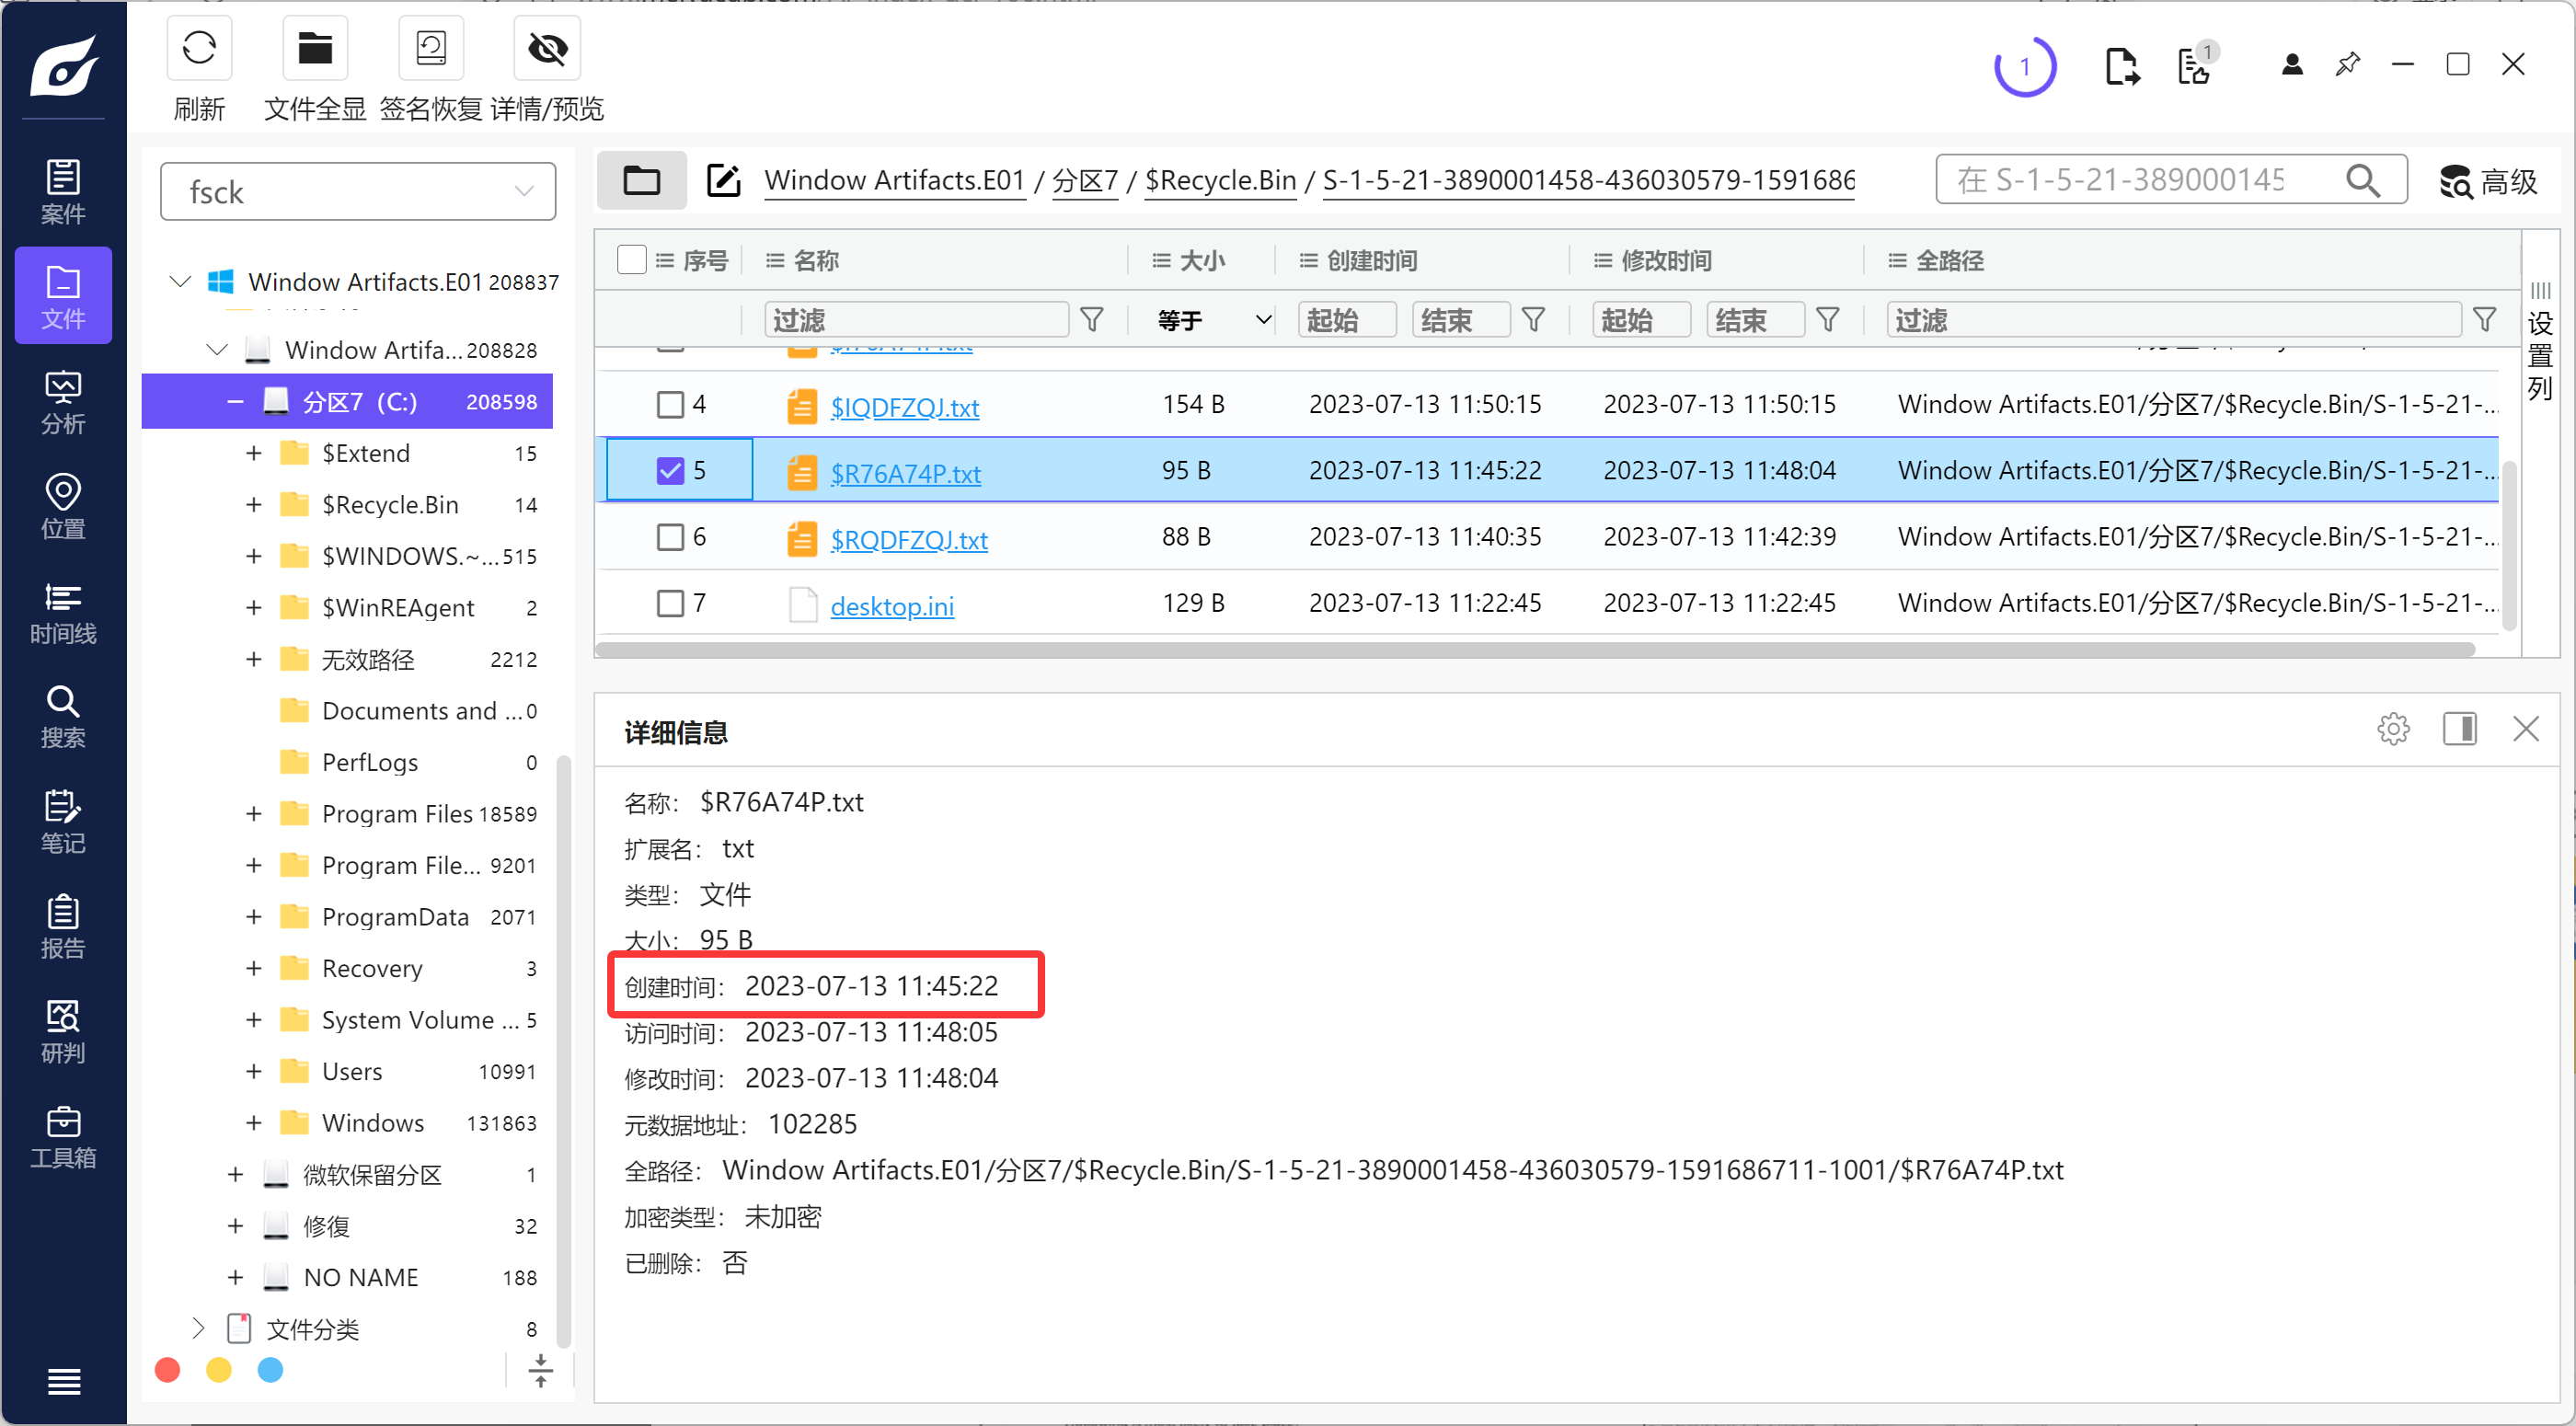 刷新
文件全显
签名恢复
详情/预览
1
1
案件
文件
分析
位置
时间线
搜索
笔记
报告
研判
工具箱
fsck
Window Artifacts.E01 208837
Window Artifa... 208828
分区7（C:） 208598
$Extend 15
$Recycle.Bin 14
$WINDOWS.~... 515
$WinREAgent 2
无效路径 2212
Documents and ... 0
PerfLogs 0
Program Files 18589
Program File... 9201
ProgramData 2071
Recovery 3
System Volume ... 5
Users 10991
Windows 131863
微软保留分区 1
修復 32
NO NAME 188
文件分类 8
Window Artifacts.E01 / 分区7 / $Recycle.Bin / S-1-5-21-3890001458-436030579-1591686
在 S-1-5-21-389000145
高级
序号 名称 大小 创建时间 修改时间 全路径
过滤 等于 起始 结束 起始 结束 过滤
4 $IQDFZQJ.txt 154 B 2023-07-13 11:50:15 2023-07-13 11:50:15 Window Artifacts.E01/分区7/$Recycle.Bin/S-1-5-21-...
5 $R76A74P.txt 95 B 2023-07-13 11:45:22 2023-07-13 11:48:04 Window Artifacts.E01/分区7/$Recycle.Bin/S-1-5-21-...
6 $RQDFZQJ.txt 88 B 2023-07-13 11:40:35 2023-07-13 11:42:39 Window Artifacts.E01/分区7/$Recycle.Bin/S-1-5-21-...
7 desktop.ini 129 B 2023-07-13 11:22:45 2023-07-13 11:22:45 Window Artifacts.E01/分区7/$Recycle.Bin/S-1-5-21-...
设置列
详细信息
名称： $R76A74P.txt
扩展名： txt
类型： 文件
大小： 95 B
创建时间： 2023-07-13 11:45:22
访问时间： 2023-07-13 11:48:05
修改时间： 2023-07-13 11:48:04
元数据地址： 102285
全路径： Window Artifacts.E01/分区7/$Recycle.Bin/S-1-5-21-3890001458-436030579-1591686711-1001/$R76A74P.txt
加密类型： 未加密
已删除： 否